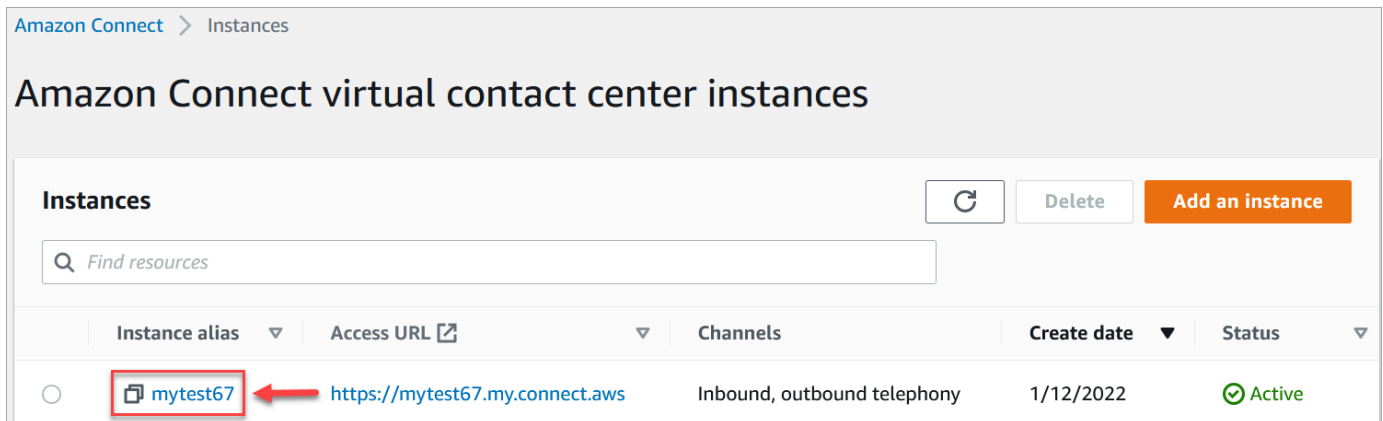 Amazon Connect > Instances
Amazon Connect virtual contact center instances
Instances
Delete
Add an instance
Find resources
Instance alias Access URL Channels Create date Status
mytest67 https://mytest67.my.connect.aws Inbound, outbound telephony 1/12/2022 Active